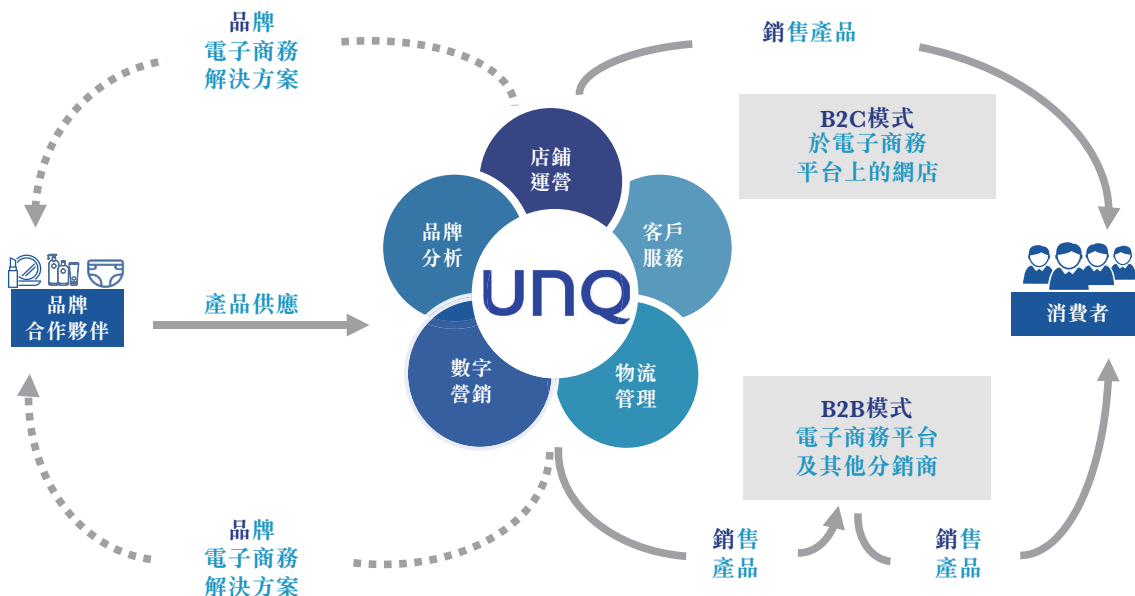 品牌
電子商務
解決方案
銷售產品
B2C模式
於電子商務
平台上的網店
店鋪
運營
品牌
分析
客戶
服務
unQ
品牌
合作夥伴
產品供應
消費者
數字
營銷
物流
管理
B2B模式
電子商務平台
及其他分銷商
品牌
電子商務
解決方案
銷售
產品
銷售
產品